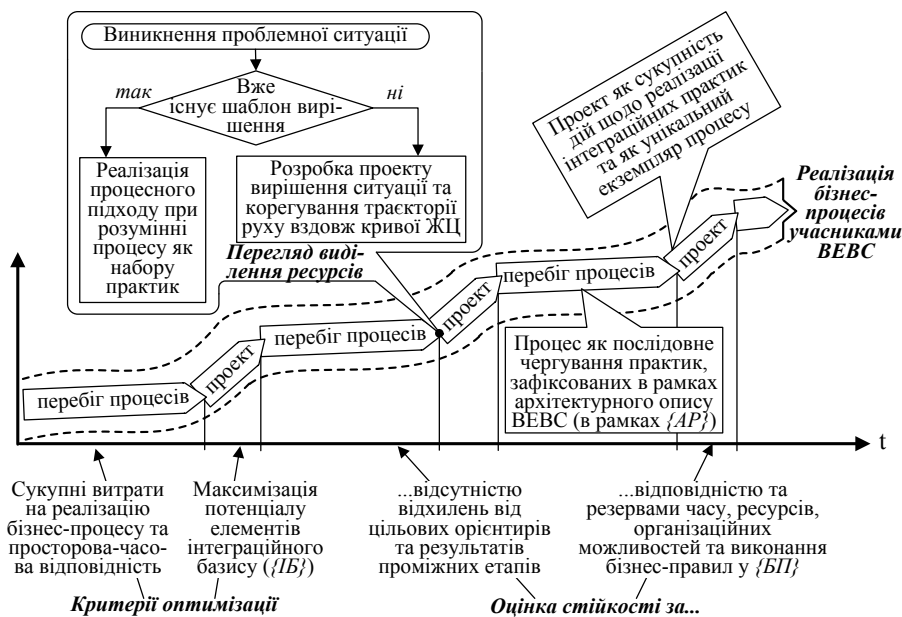 Виникнення проблемної ситуації
так
Вже
існує шаблон вирі-
шення
ні
Реалізація
процесного
підходу при
розумінні
процесу як
набору
практик
Розробка проекту
вирішення ситуації та
корегування траєкторії
руху вздовж кривої ЖЦ
Перегляд виді-
лення ресурсів
Проект як сукупність
дій щодо реалізації
інтеграційних практик
та як унікальний
екземпляр процесу
Реалізація
бізнес-
процесів
учасниками
ВЕВС
перебіг процесів
проект
перебіг процесів
проект
перебіг процесів
проект
Процес як послідовне
чергування практик,
зафіксованих в рамках
архітектурного опису
ВЕВС (в рамках {АР})
t
Сукупні витрати
на реалізацію
бізнес-процесу та
просторова-часо-
ва відповідність
Максимізація
потенціалу
елементів
інтеграційного
базису ({ІБ})
...відсутністю
відхилень від
цільових орієнтирів
та результатів
проміжних етапів
...відповідністю та
резервами часу, ресурсів,
організаційних
можливостей та виконання
бізнес-правил у {БП}
Критерії оптимізації
Оцінка стійкості за...